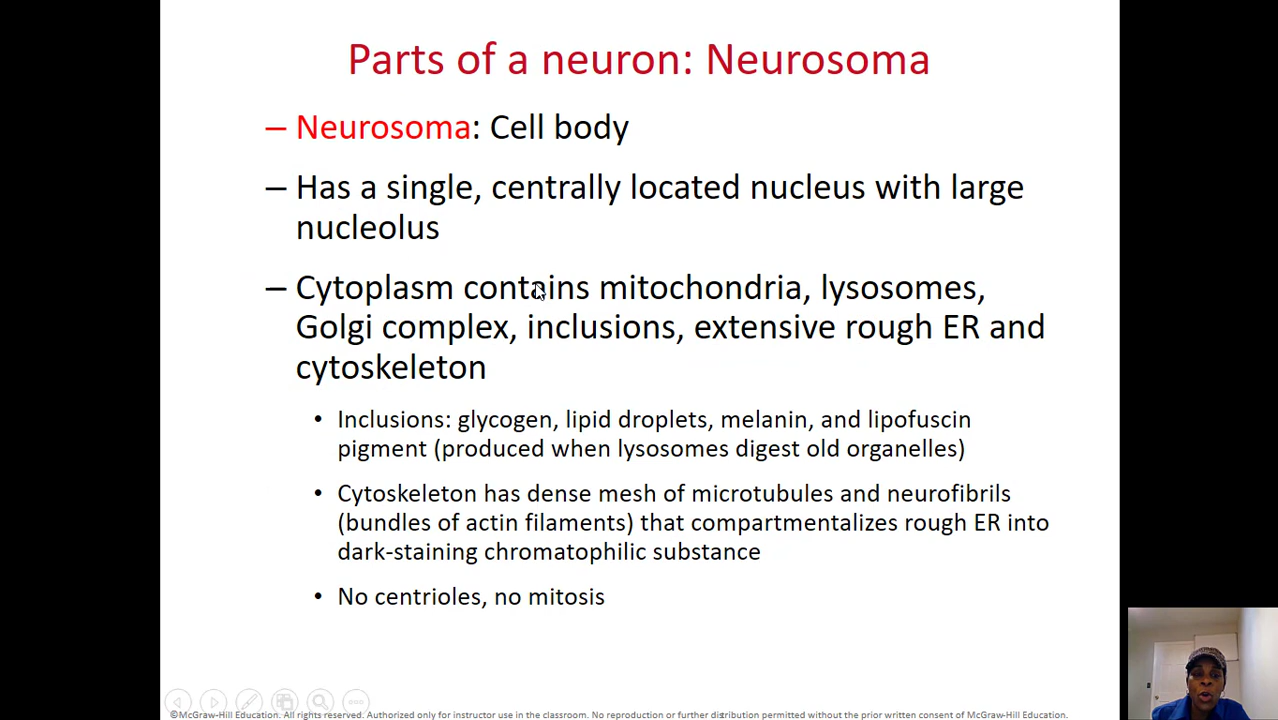 Parts of a neuron: Neurosoma
– Neurosoma: Cell body
– Has a single, centrally located nucleus with large
nucleolus
– Cytoplasm contains mitochondria, lysosomes,
Golgi complex, inclusions, extensive rough ER and
cytoskeleton
• Inclusions: glycogen, lipid droplets, melanin, and lipofuscin
pigment (produced when lysosomes digest old organelles)
• Cytoskeleton has dense mesh of microtubules and neurofibrils
(bundles of actin filaments) that compartmentalizes rough ER into
dark-staining chromatophilic substance
• No centrioles, no mitosis
©McGraw-Hill Education. All rights reserved. Authorized only for instructor use in the classroom. No reproduction or further distribution permitted without the prior written consent of McGraw-Hill Education.